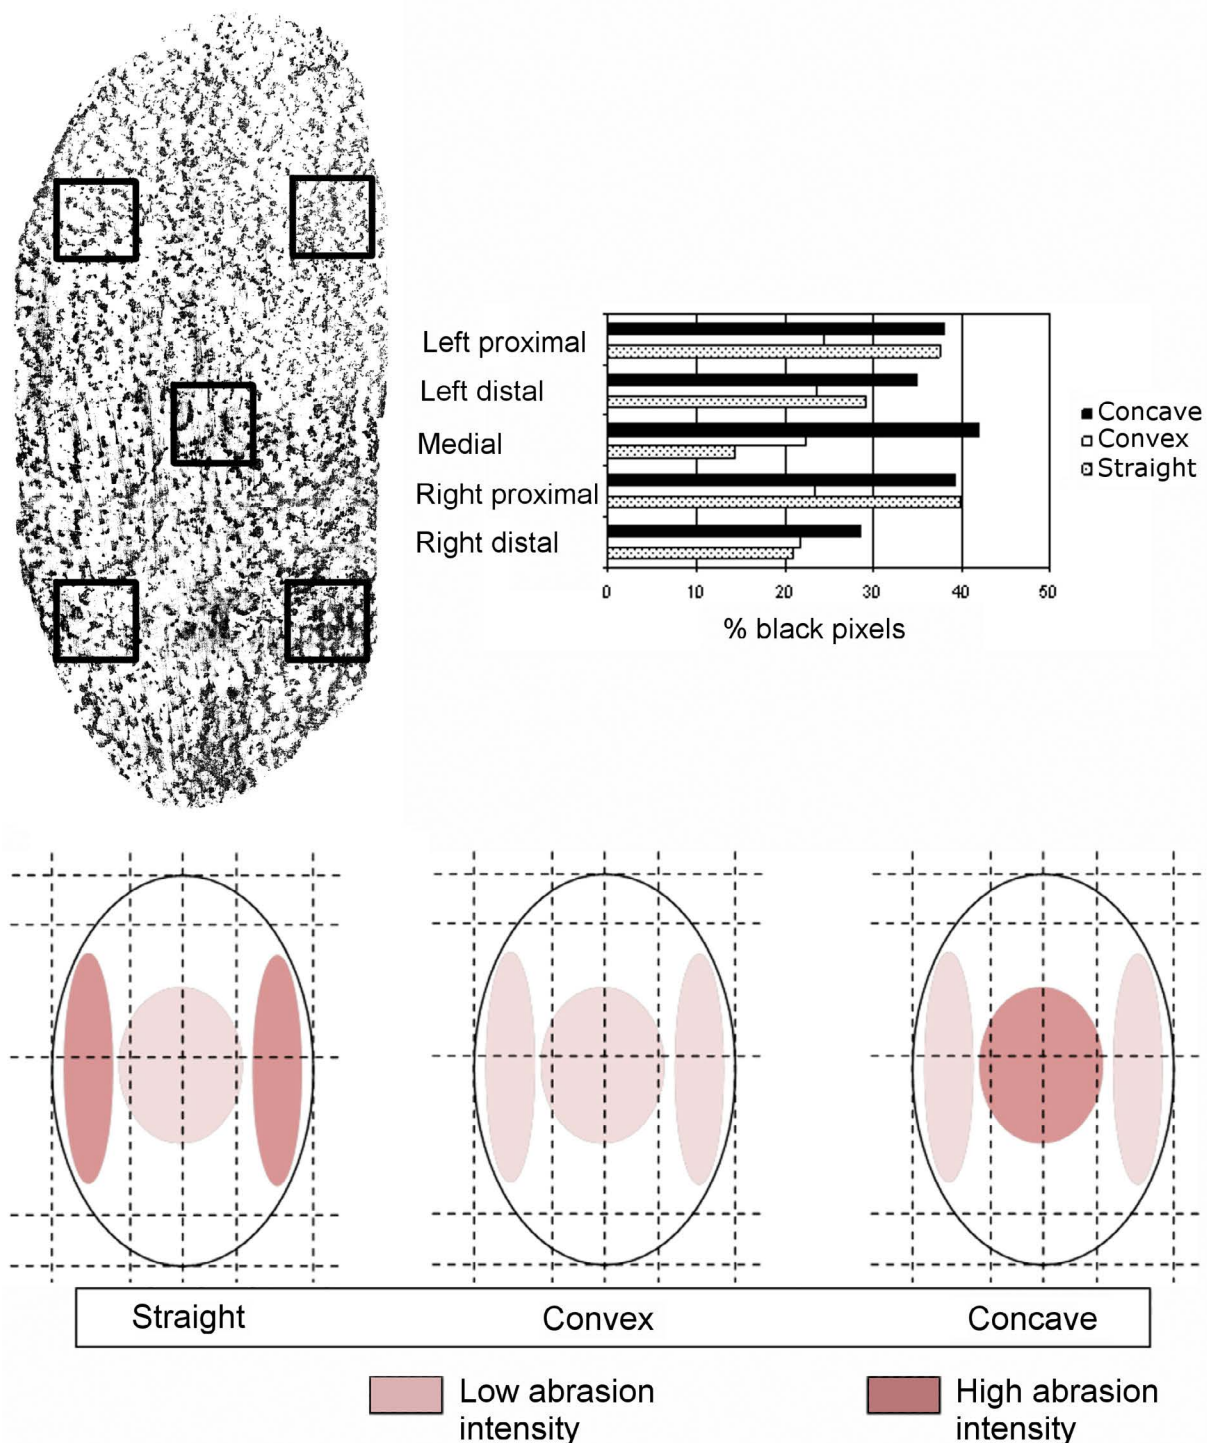 Left proximal
Left distal
Medial
Right proximal
Right distal
Concave
Convex
Straight
0 10 20 30 40 50
% black pixels
Straight Convex Concave
Low abrasion
intensity
High abrasion
intensity